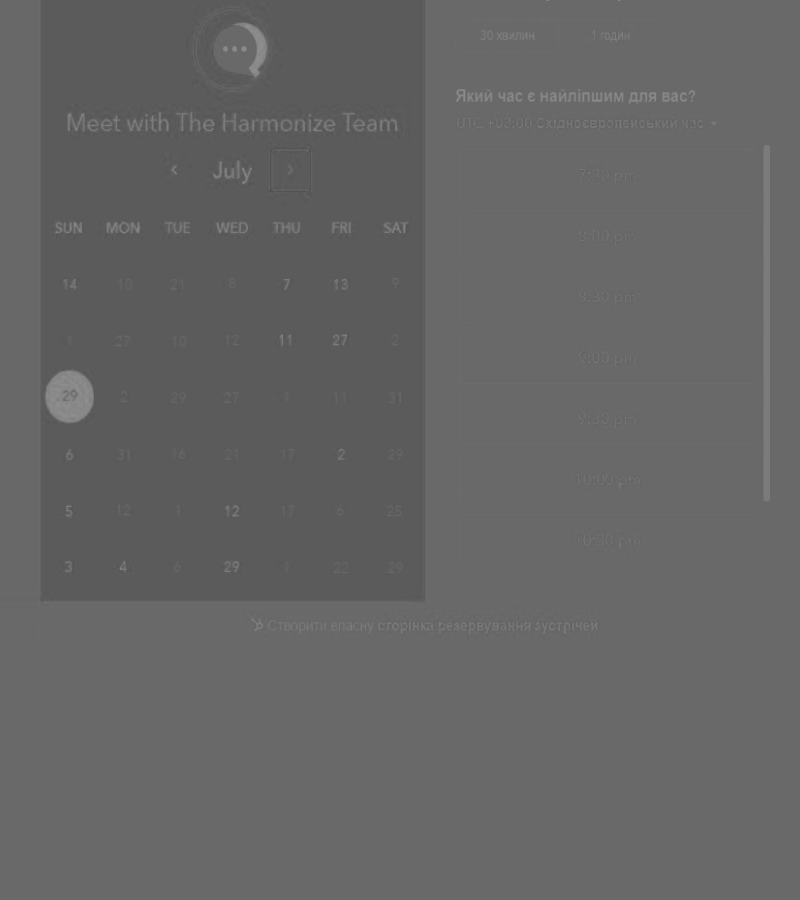 30 хвилин 1 годин
Meet with The Harmonize Team
‹ July ›
SUN MON TUE WED THU FRI SAT
14 10 21 8 7 13 9
1 27 10 12 11 27 2
29 2 29 27 11 31
6 31 16 21 17 2 29
5 12 1 12 17 6 25
3 4 6 29 22 29
Який час є найліпшим для вас?
UTC +03:00 Східноєвропейський час
7:30 pm
8:00 pm
8:30 pm
9:00 pm
9:30 pm
10:00 pm
10:30 pm
Створити власну сторінка резервування зустрічей